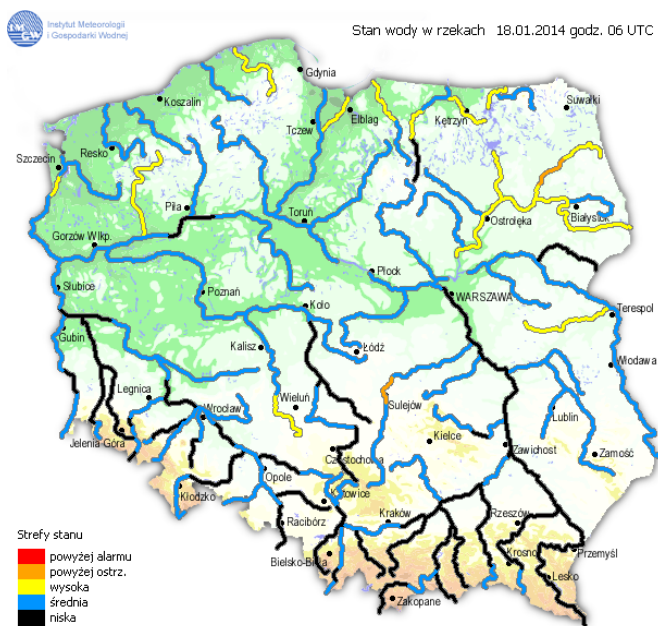 Instytut Meteorologii
i Gospodarki Wodnej
IMGW
Stan wody w rzekach 18.01.2014 godz. 06 UTC
Gdynia
Koszalin
Suwałki
Tczew
Elbląg
Kętrzyn
Szczecin
Resko
Piła
Toruń
Ostrołęka
Białystok
Gorzów Wlkp.
Płock
Słubice
Poznań
Koło
WARSZAWA
Terespol
Gubin
Kalisz
Łódź
Włodawa
Legnica
Wieluń
Sulejów
Wrocław
Lublin
Jelenia-Góra
Kielce
Częstochowa
Zawichost
Zamość
Opole
Kłodzko
Katowice
Racibórz
Kraków
Rzeszów
Bielsko-Biała
Krosno
Przemyśl
Lesko
Zakopane
Strefy stanu
powyżej alarmu
powyżej ostrz.
wysoka
średnia
niska